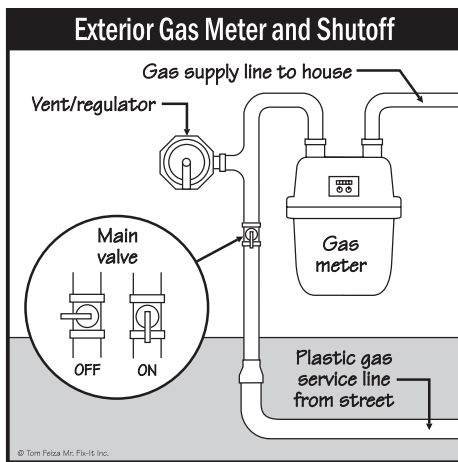 Exterior Gas Meter and Shutoff
Gas supply line to house
Vent/regulator
Main
valve
OFF
ON
Gas
meter
Plastic gas
service line
from street
© Tom Feiza Mr. Fix-It Inc.